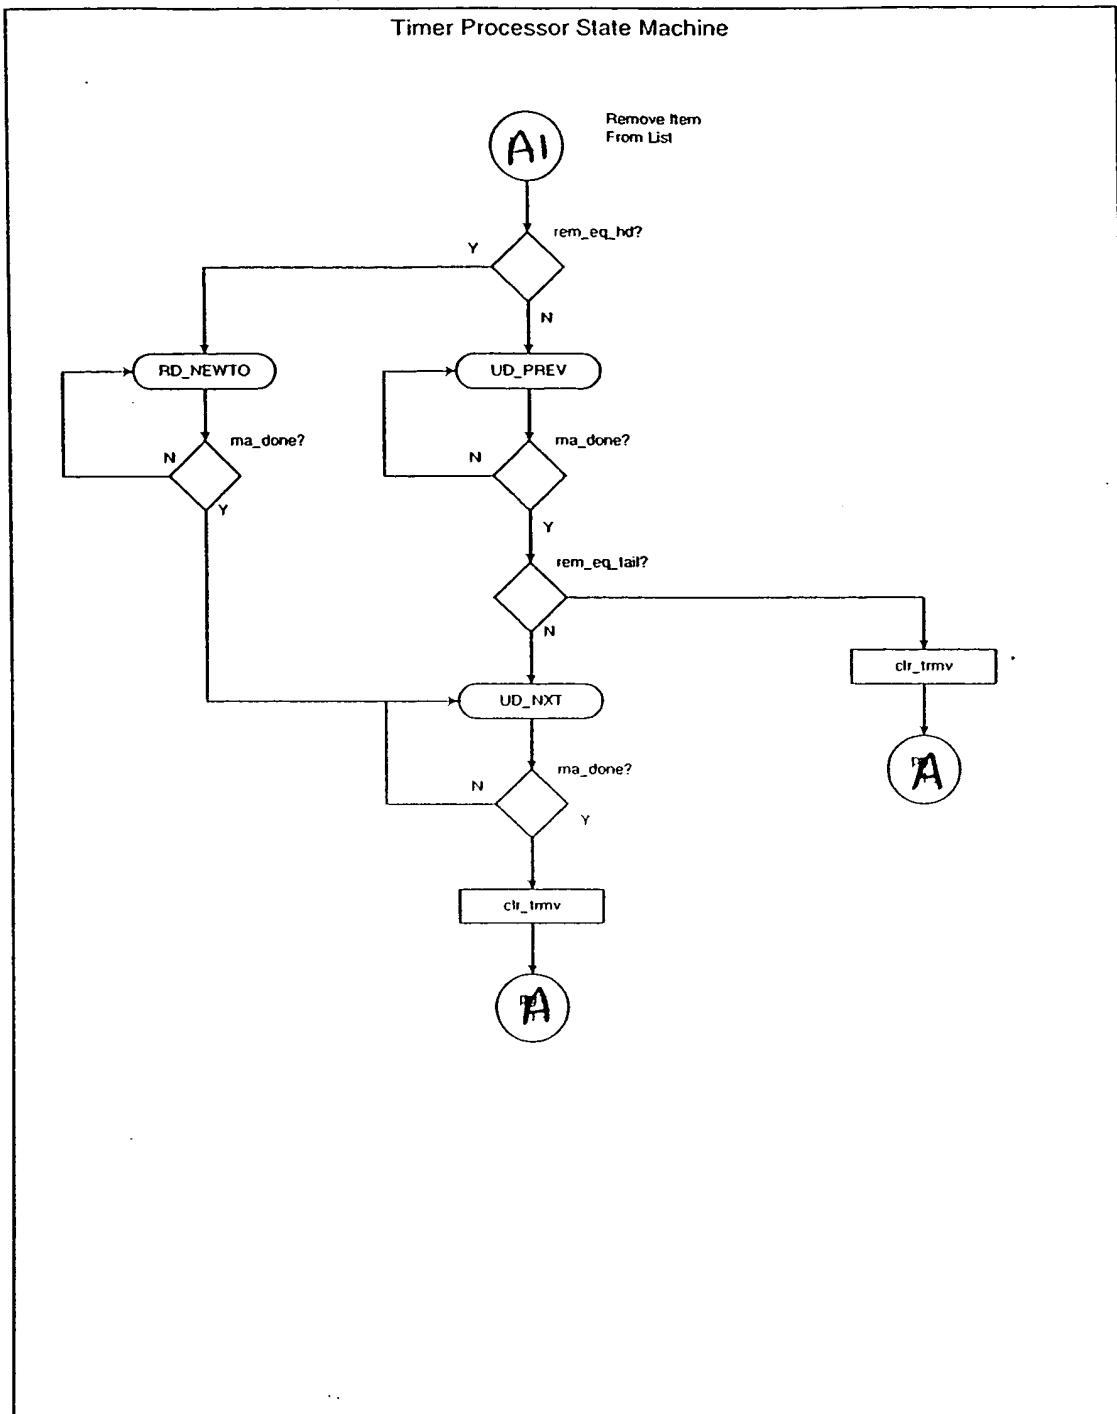 Timer Processor State Machine
A1
Remove Item
From List
rem_eq_hd?
Y
N
RD_NEWTO
UD_PREV
ma_done?
N
Y
ma_done?
N
Y
rem_eq_tail?
N
clr_trmv
A
UD_NXT
ma_done?
N
Y
clr_trmv
A